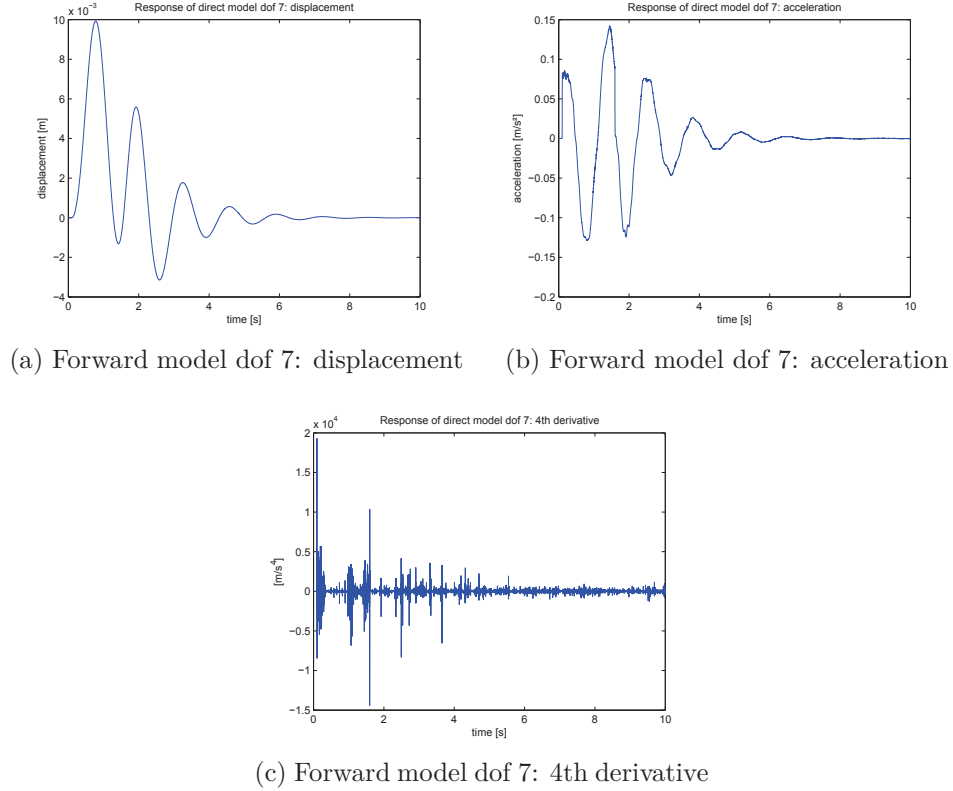 Response of direct model dof 7: displacement
x 10⁻³
10
8
6
4
2
0
−2
−4
displacement [m]
0 2 4 6 8 10
time [s]
(a) Forward model dof 7: displacement
Response of direct model dof 7: acceleration
0.15
0.1
0.05
0
−0.05
−0.1
−0.15
−0.2
acceleration [m/s²]
0 2 4 6 8 10
time [s]
(b) Forward model dof 7: acceleration
Response of direct model dof 7: 4th derivative
x 10⁴
2
1.5
1
0.5
0
−0.5
−1
−1.5
[m/s⁴]
0 2 4 6 8 10
time [s]
(c) Forward model dof 7: 4th derivative